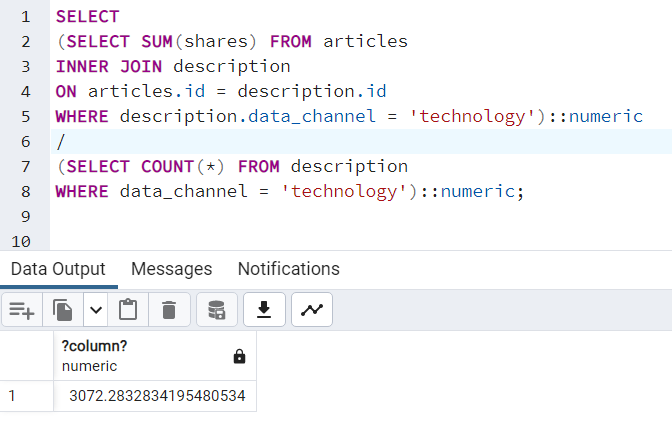 1 SELECT
2 (SELECT SUM(shares) FROM articles
3 INNER JOIN description
4 ON articles.id = description.id
5 WHERE description.data_channel = 'technology')::numeric
6 /
7 (SELECT COUNT(*) FROM description
8 WHERE data_channel = 'technology')::numeric;
9
10
Data Output Messages Notifications
?column?
numeric
1 3072.2832834195480534